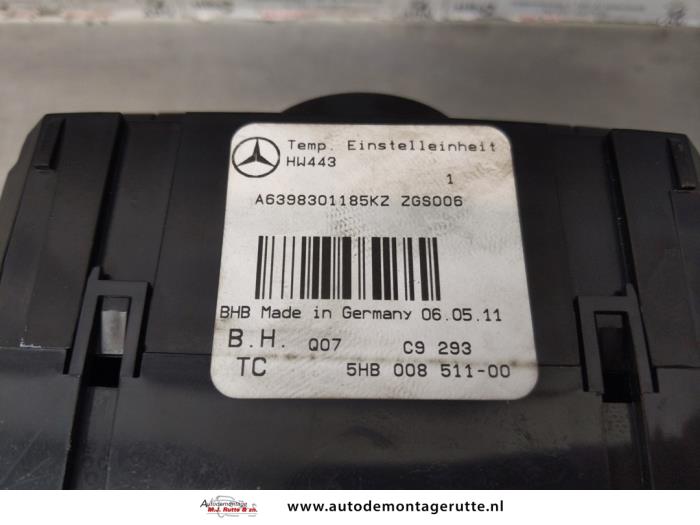 Temp. Einstelleinheit
HW443
1
A6398301185KZ ZGS006
BHB Made in Germany 06.05.11
B.H. Q07 C9 293
TC 5HB 008 511-00
Autodemontage
M.J. Rutte & zn.
www.autodemontagerutte.nl